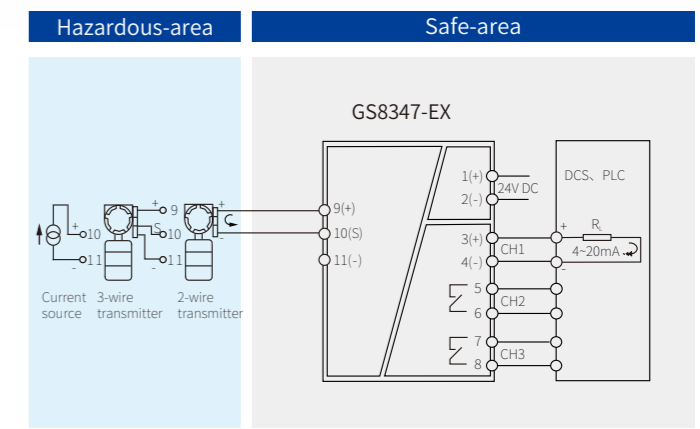 Hazardous-area
Safe-area
GS8347-EX
1(+)
2(-)
24V DC
DCS、PLC
+ 9 +
9(+)
+ 10 S 10 -
10(S)
- 11 - 11
11(-)
3(+)
4(-)
CH1
+ RL
4~20mA
-
5
6
CH2
7
8
CH3
Current source
3-wire transmitter
2-wire transmitter